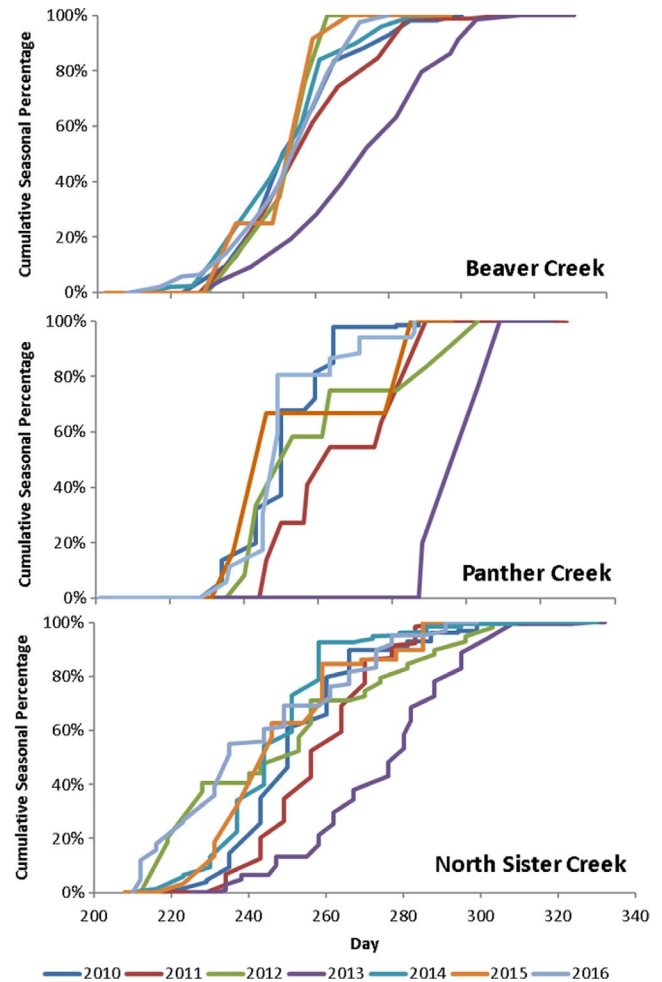 Cumulative Seasonal Percentage
100%
80%
60%
40%
20%
0%
Beaver Creek
Cumulative Seasonal Percentage
100%
80%
60%
40%
20%
0%
Panther Creek
Cumulative Seasonal Percentage
100%
80%
60%
40%
20%
0%
North Sister Creek
200 220 240 260 280 300 320 340
Day
2010 2011 2012 2013 2014 2015 2016